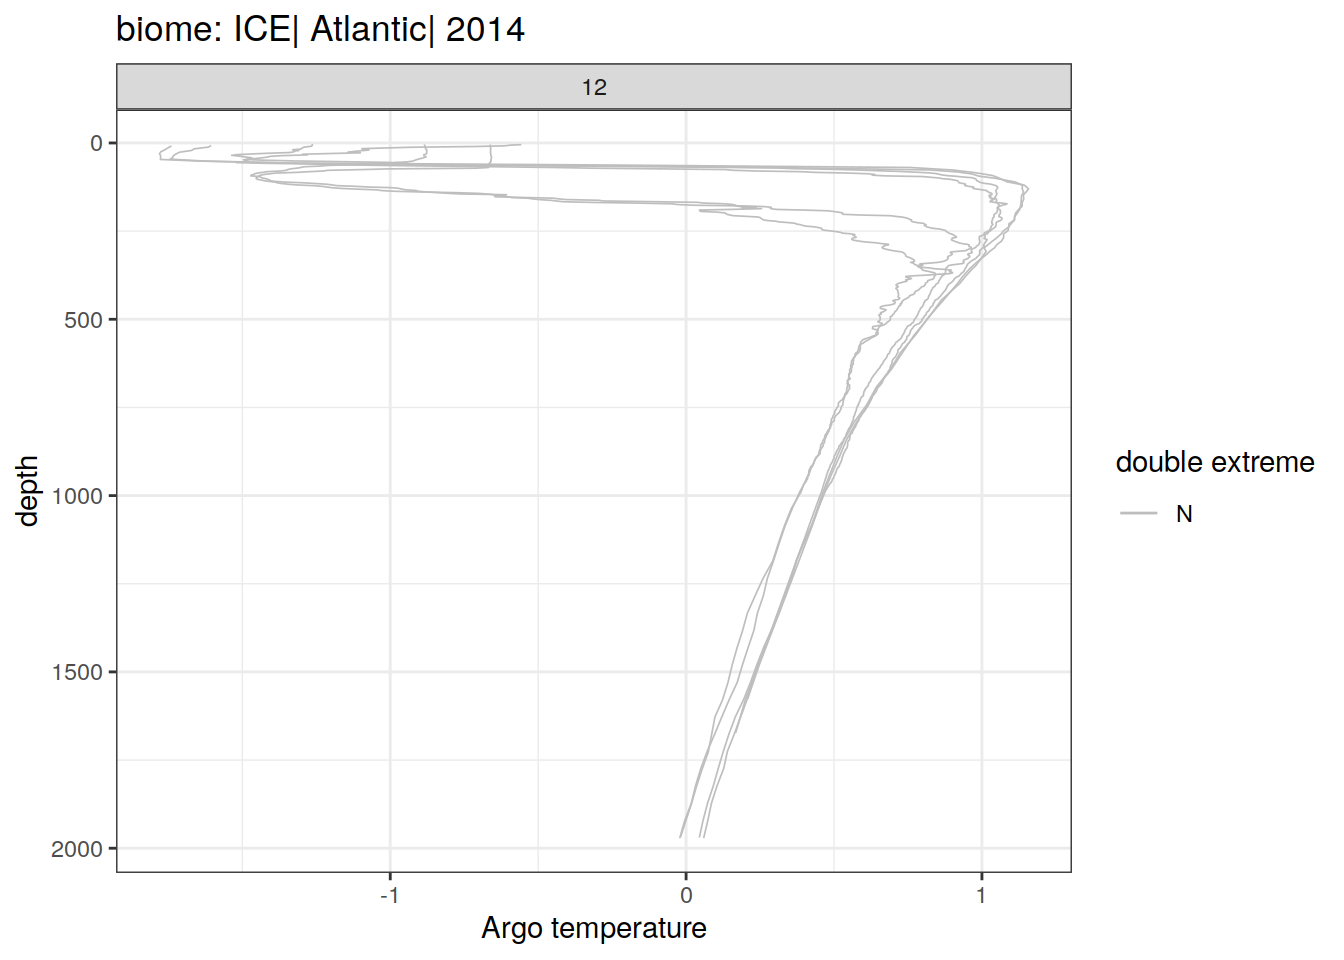 biome: ICE| Atlantic| 2014
12
0
500
1000
1500
2000
depth
-1
0
1
Argo temperature
double extreme
N